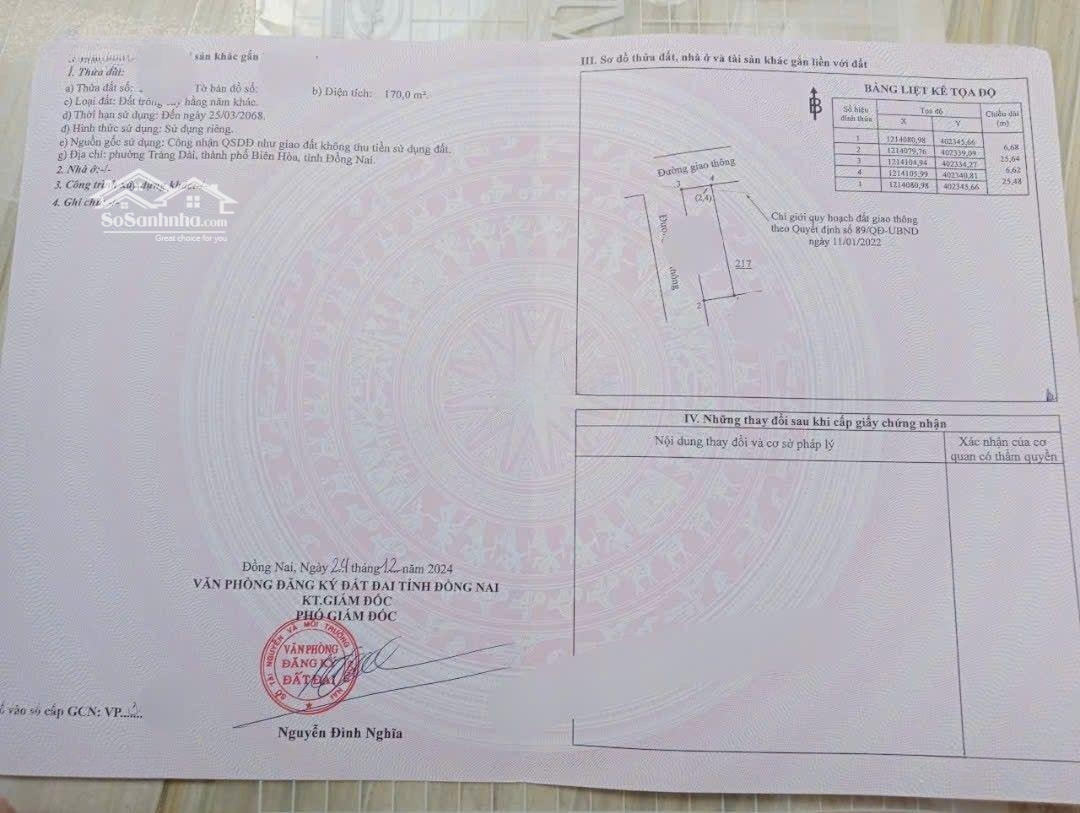 sản khác gắn
1. Thửa đất:
a) Thửa đất số: Tờ bản đồ số: b) Diện tích: 170,0 m².
c) Loại đất: Đất trồng cây hằng năm khác.
d) Thời hạn sử dụng: Đến ngày 25/03/2068.
đ) Hình thức sử dụng: Sử dụng riêng.
e) Nguồn gốc sử dụng: Công nhận QSDĐ như giao đất không thu tiền sử dụng đất.
g) Địa chỉ: phường Trảng Dài, thành phố Biên Hòa, tỉnh Đồng Nai.
2. Nhà ở:-/-
3. Công trình xây dựng khác:-/-
4. Ghi chú:-/-
SoSanhnha.com
Great choice for you
Đồng Nai, Ngày 24 tháng 12 năm 2024
VĂN PHÒNG ĐĂNG KÝ ĐẤT ĐAI TỈNH ĐỒNG NAI
KT.GIÁM ĐỐC
PHÓ GIÁM ĐỐC
SỞ TÀI NGUYÊN VÀ MÔI TRƯỜNG
VĂN PHÒNG
ĐĂNG KÝ
ĐẤT ĐAI
Nguyễn Đình Nghĩa
vào sổ cấp GCN: VP
III. Sơ đồ thửa đất, nhà ở và tài sản khác gắn liền với đất
B
BẢNG LIỆT KÊ TỌA ĐỘ
Số hiệu đỉnh thửa Tọa độ Chiều dài (m)
X Y
1 1214080,98 402345,66
6,68
2 1214079,76 402339,09
25,64
3 1214104,94 402334,27
6,62
4 1214105,99 402340,81
25,48
1 1214080,98 402345,66
Đường giao thông
3 4
(2,4)
Đườ
hông
217
2
Chỉ giới quy hoạch đất giao thông
theo Quyết định số 89/QĐ-UBND
ngày 11/01/2022
IV. Những thay đổi sau khi cấp giấy chứng nhận
Nội dung thay đổi và cơ sở pháp lý Xác nhận của cơ
quan có thẩm quyền